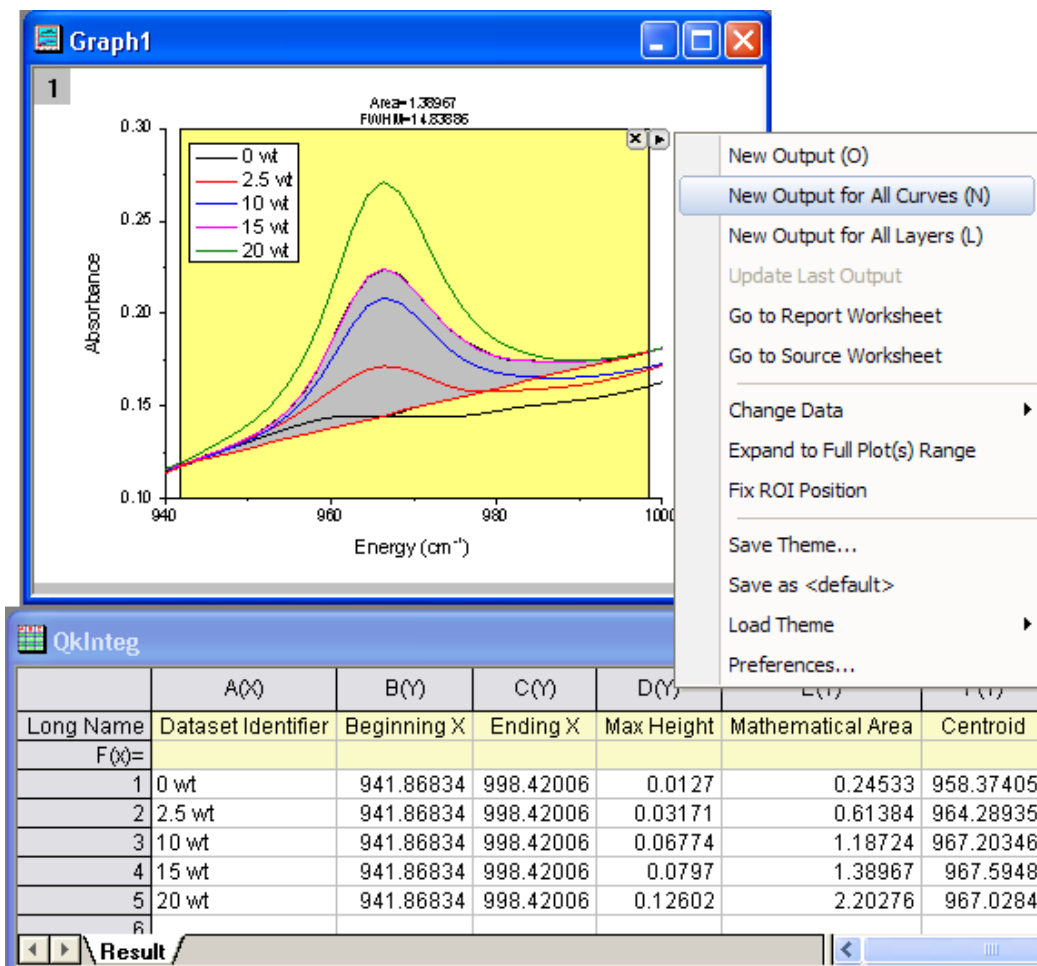 Graph1
1
Area=1.38967
FWHM=14.83886
0.30
0.25
0.20
0.15
0.10
Absorbance
0 wt
2.5 wt
10 wt
15 wt
20 wt
940
960
980
1000
Energy (cm⁻¹)
New Output (O)
New Output for All Curves (N)
New Output for All Layers (L)
Update Last Output
Go to Report Worksheet
Go to Source Worksheet
Change Data
Expand to Full Plot(s) Range
Fix ROI Position
Save Theme...
Save as <default>
Load Theme
Preferences...
QkInteg
A(X) B(Y) C(Y) D(Y)
Long Name Dataset Identifier Beginning X Ending X Max Height Mathematical Area Centroid
F(x)=
1 0 wt 941.86834 998.42006 0.0127 0.24533 958.37405
2 2.5 wt 941.86834 998.42006 0.03171 0.61384 964.28935
3 10 wt 941.86834 998.42006 0.06774 1.18724 967.20346
4 15 wt 941.86834 998.42006 0.0797 1.38967 967.5948
5 20 wt 941.86834 998.42006 0.12602 2.20276 967.0284
6
Result